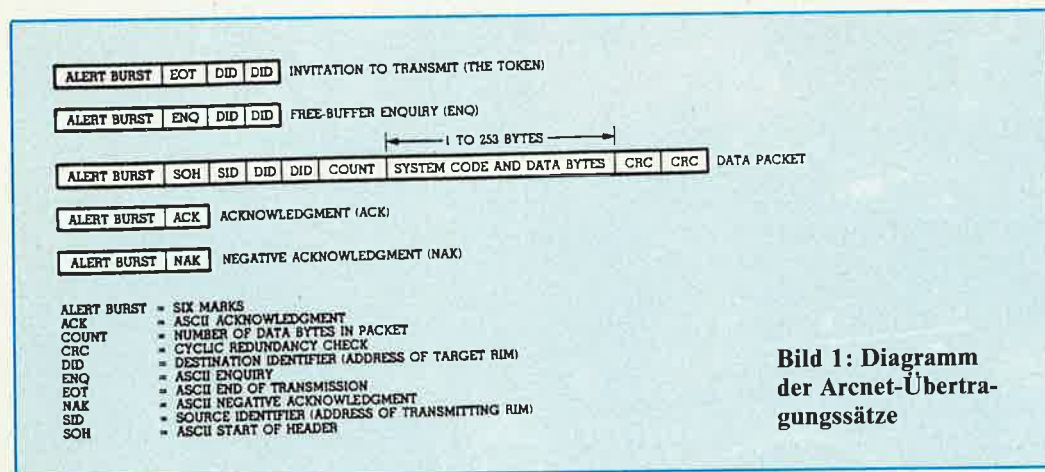 ALERT BURST EOT DID DID INVITATION TO TRANSMIT (THE TOKEN)
ALERT BURST ENQ DID DID FREE-BUFFER ENQUIRY (ENQ)
1 TO 253 BYTES
ALERT BURST SOH SID DID DID COUNT SYSTEM CODE AND DATA BYTES CRC CRC DATA PACKET
ALERT BURST ACK ACKNOWLEDGMENT (ACK)
ALERT BURST NAK NEGATIVE ACKNOWLEDGMENT (NAK)
ALERT BURST = SIX MARKS
ACK = ASCII ACKNOWLEDGMENT
COUNT = NUMBER OF DATA BYTES IN PACKET
CRC = CYCLIC REDUNDANCY CHECK
DID = DESTINATION IDENTIFIER (ADDRESS OF TARGET RIM)
ENQ = ASCII ENQUIRY
EOT = ASCII END OF TRANSMISSION
NAK = ASCII NEGATIVE ACKNOWLEDGMENT
SID = SOURCE IDENTIFIER (ADDRESS OF TRANSMITTING RIM)
SOH = ASCII START OF HEADER
Bild 1: Diagramm
der Arcnet-Übertra-
gungssätze